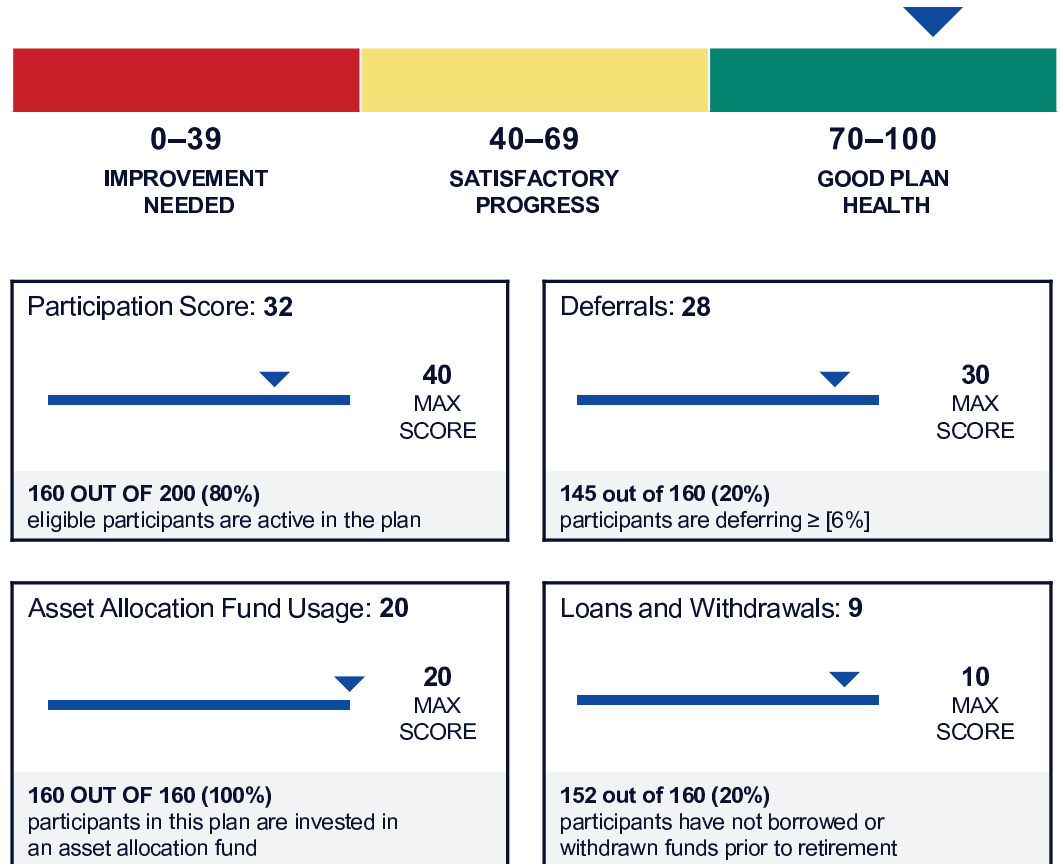 0–39
IMPROVEMENT
NEEDED
40–69
SATISFACTORY
PROGRESS
70–100
GOOD PLAN
HEALTH
Participation Score: 32
40
MAX
SCORE
160 OUT OF 200 (80%)
eligible participants are active in the plan
Deferrals: 28
30
MAX
SCORE
145 out of 160 (20%)
participants are deferring ≥ [6%]
Asset Allocation Fund Usage: 20
20
MAX
SCORE
160 OUT OF 160 (100%)
participants in this plan are invested in
an asset allocation fund
Loans and Withdrawals: 9
10
MAX
SCORE
152 out of 160 (20%)
participants have not borrowed or
withdrawn funds prior to retirement